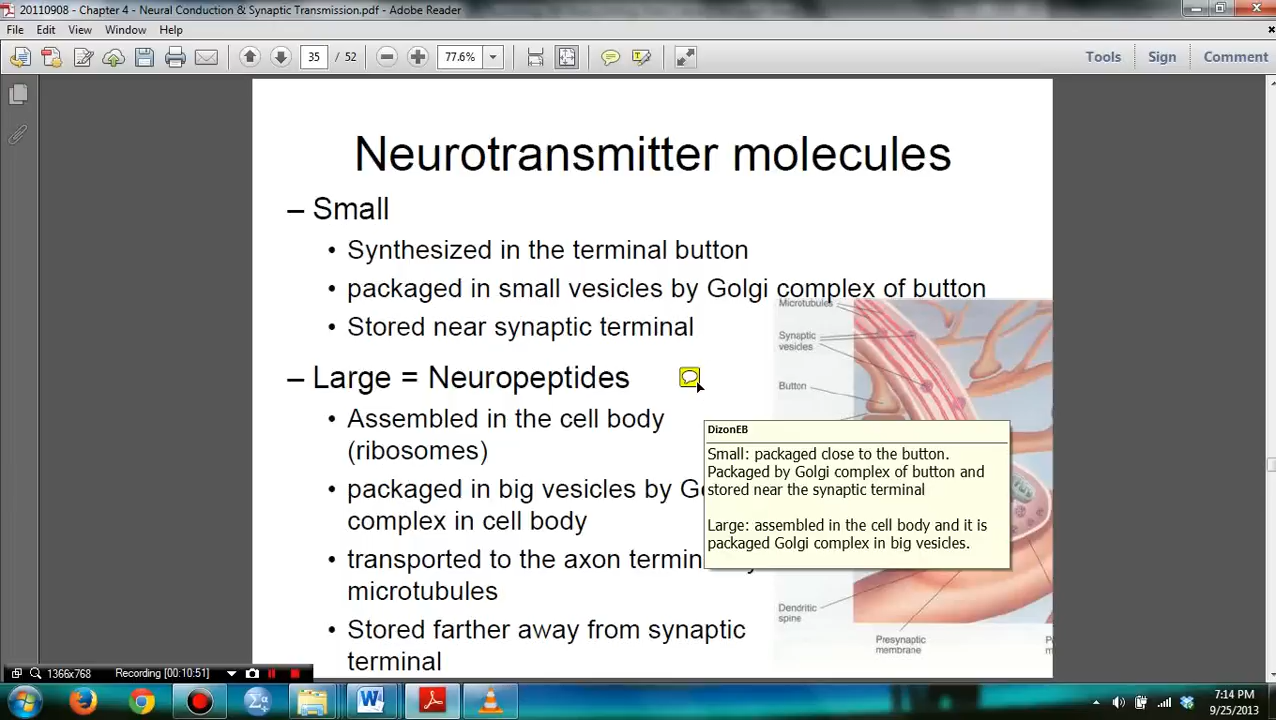 20110908 - Chapter 4 - Neural Conduction & Synaptic Transmission.pdf - Adobe Reader
File Edit View Window Help
35 / 52 77.6% Tools Sign Comment
Neurotransmitter molecules
– Small
• Synthesized in the terminal button
• packaged in small vesicles by Golgi complex of button
• Stored near synaptic terminal
– Large = Neuropeptides
• Assembled in the cell body
(ribosomes)
• packaged in big vesicles by Go
complex in cell body
• transported to the axon termin
microtubules
• Stored farther away from synaptic
terminal
Microtubules
Synaptic
vesicles
Button
DizonEB
Small: packaged close to the button.
Packaged by Golgi complex of button and
stored near the synaptic terminal
Large: assembled in the cell body and it is
packaged Golgi complex in big vesicles.
Dendritic
spine
Presynaptic
membrane
1366x768 Recording [00:10:51]
7:14 PM
9/25/2013